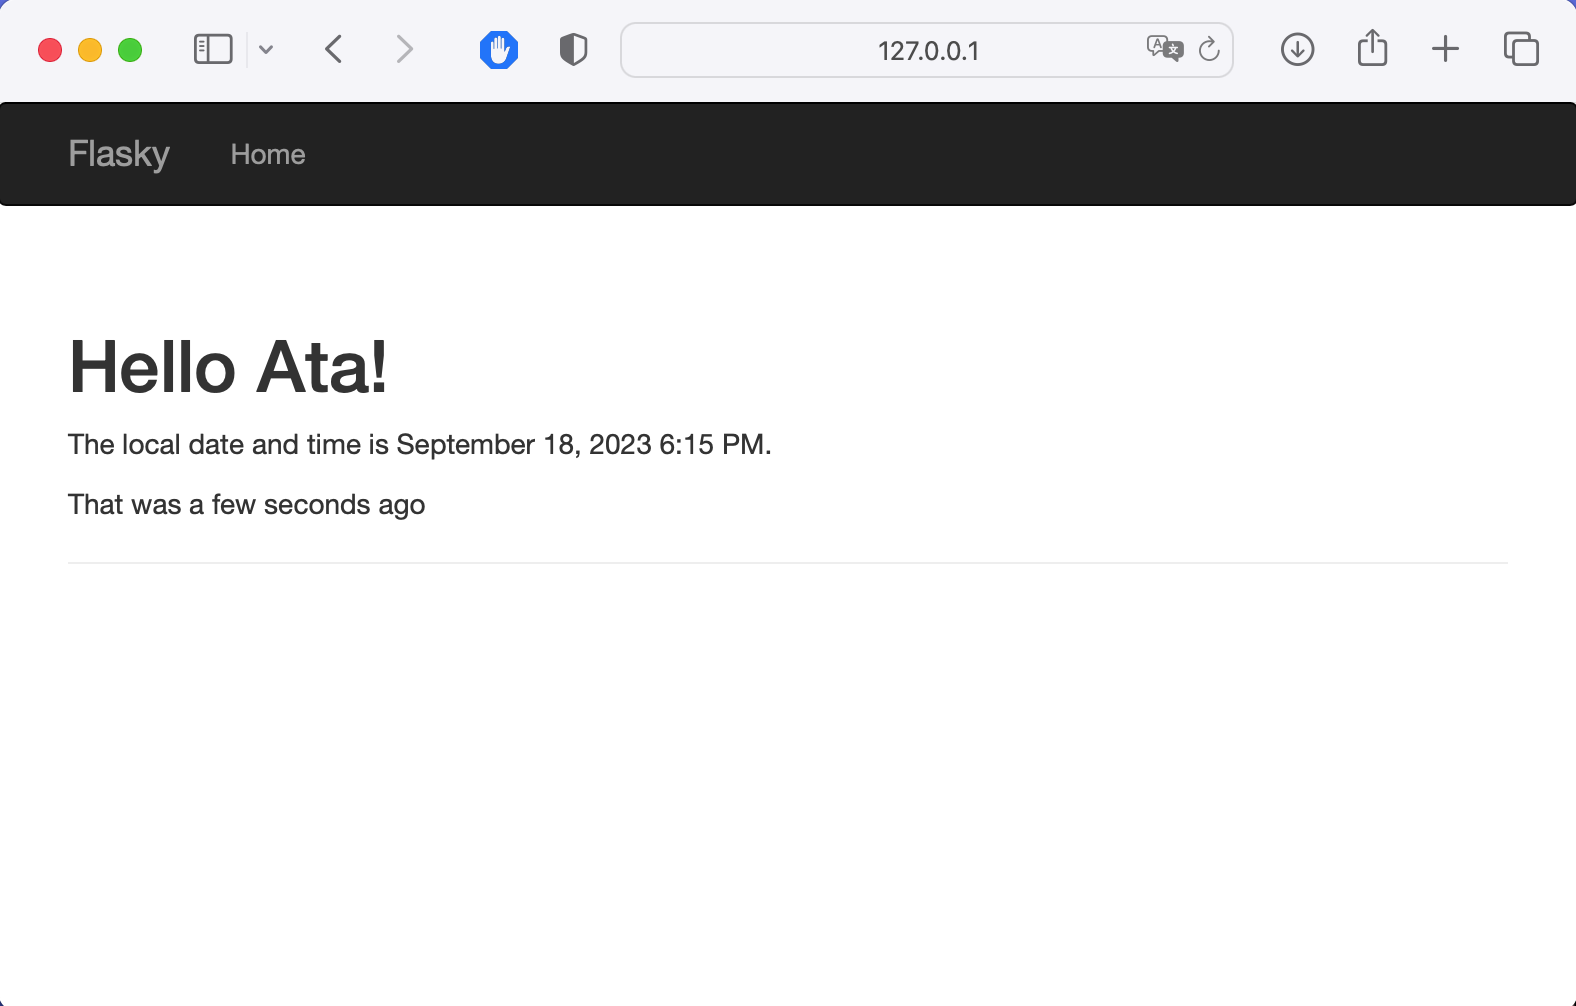 127.0.0.1
Flasky Home
Hello Ata!
The local date and time is September 18, 2023 6:15 PM.
That was a few seconds ago